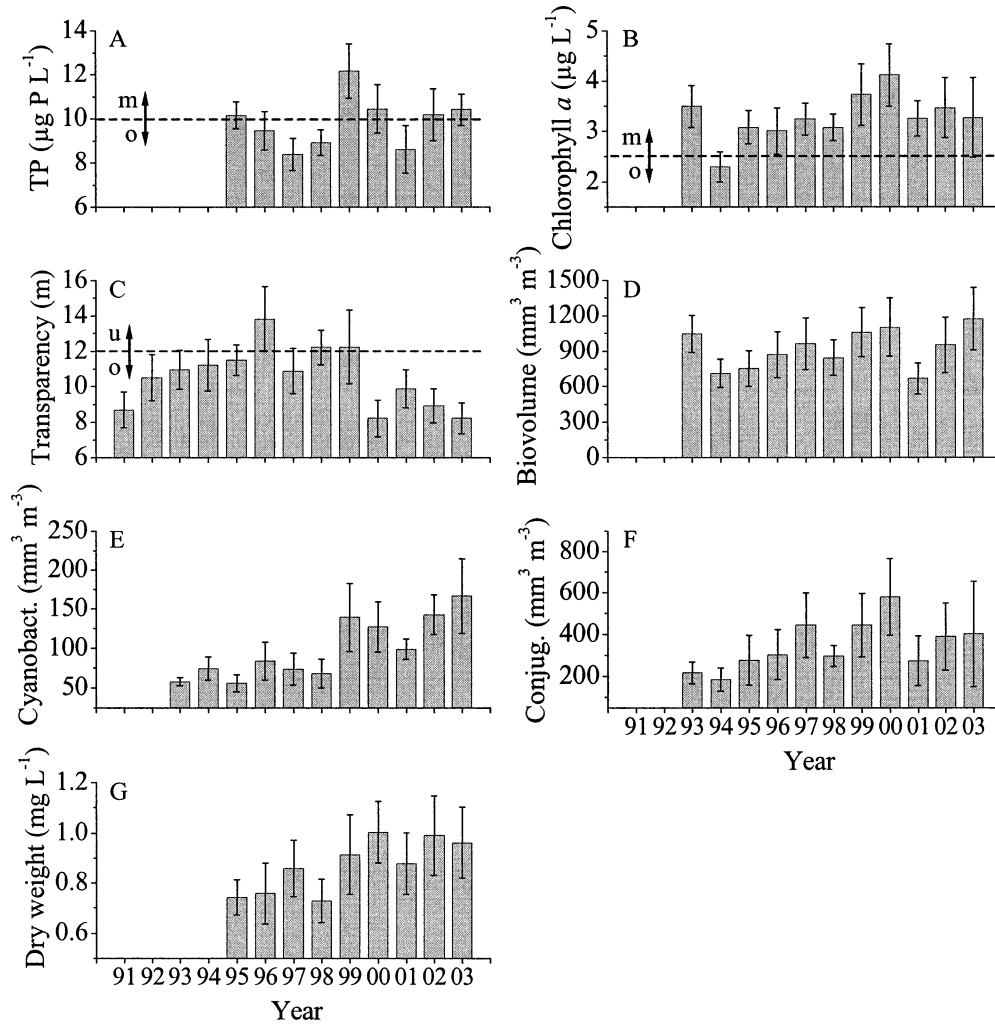 A
TP (µg P L⁻¹)
14
12
10
8
6
m
o
B
Chlorophyll a (µg L⁻¹)
5
4
3
2
m
o
C
Transparency (m)
16
14
12
10
8
6
u
o
D
Biovolume (mm³ m⁻³)
1500
1200
900
600
300
0
E
Cyanobact. (mm³ m⁻³)
250
200
150
100
50
F
Conjug. (mm³ m⁻³)
800
600
400
200
91 92 93 94 95 96 97 98 99 00 01 02 03
Year
G
Dry weight (mg L⁻¹)
1.2
1.0
0.8
0.6
91 92 93 94 95 96 97 98 99 00 01 02 03
Year